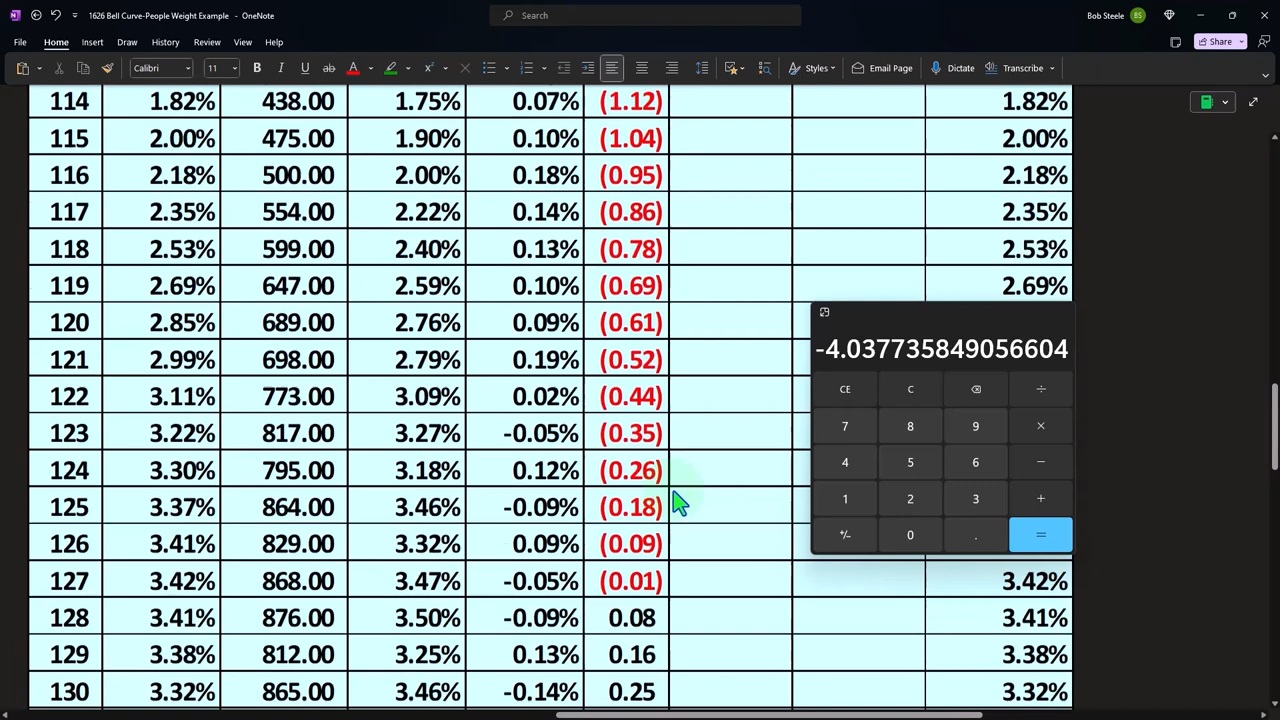 1626 Bell Curve-People Weight Example - OneNote
Search
Bob Steele BS
File Home Insert Draw History Review View Help
Share
Calibri 11 B I U ab A x² Styles Email Page Dictate Transcribe
114 1.82% 438.00 1.75% 0.07% (1.12) 1.82%
115 2.00% 475.00 1.90% 0.10% (1.04) 2.00%
116 2.18% 500.00 2.00% 0.18% (0.95) 2.18%
117 2.35% 554.00 2.22% 0.14% (0.86) 2.35%
118 2.53% 599.00 2.40% 0.13% (0.78) 2.53%
119 2.69% 647.00 2.59% 0.10% (0.69) 2.69%
120 2.85% 689.00 2.76% 0.09% (0.61)
121 2.99% 698.00 2.79% 0.19% (0.52)
122 3.11% 773.00 3.09% 0.02% (0.44)
123 3.22% 817.00 3.27% -0.05% (0.35)
124 3.30% 795.00 3.18% 0.12% (0.26)
125 3.37% 864.00 3.46% -0.09% (0.18)
126 3.41% 829.00 3.32% 0.09% (0.09)
127 3.42% 868.00 3.47% -0.05% (0.01) 3.42%
128 3.41% 876.00 3.50% -0.09% 0.08 3.41%
129 3.38% 812.00 3.25% 0.13% 0.16 3.38%
130 3.32% 865.00 3.46% -0.14% 0.25 3.32%
-4.037735849056604
CE C ⌫ ÷
7 8 9 ×
4 5 6 −
1 2 3 +
+/- 0 . =